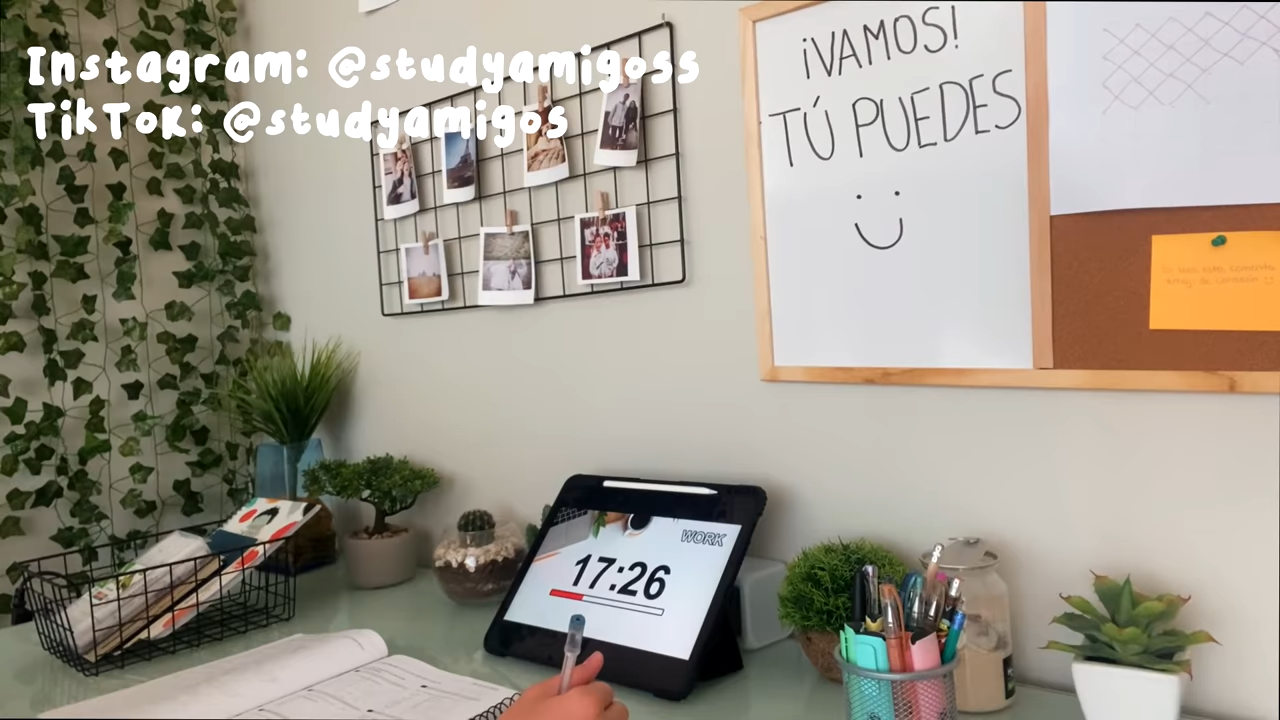 Instagram: @studyamigoss
TikTok: @studyamigos
¡VAMOS!
TÚ PUEDES
WORK
17:26